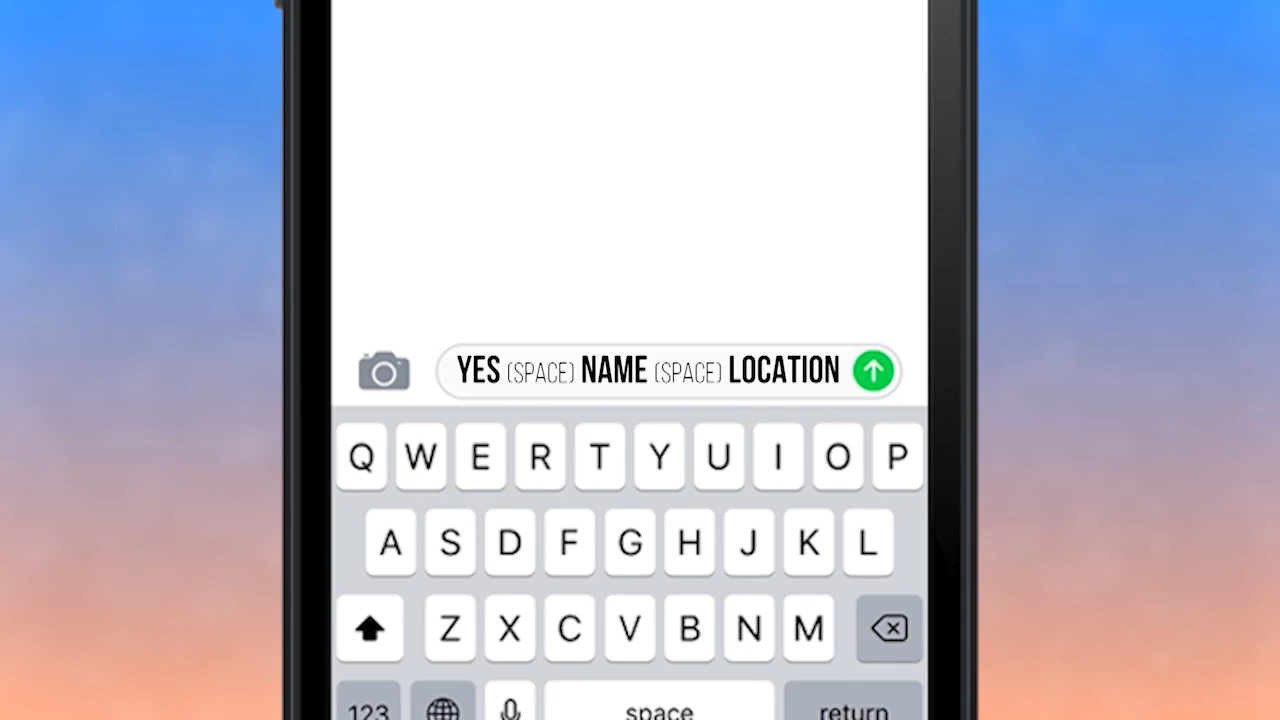 YES (SPACE) NAME (SPACE) LOCATION
Q W E R T Y U I O P
A S D F G H J K L
Z X C V B N M
123 space return